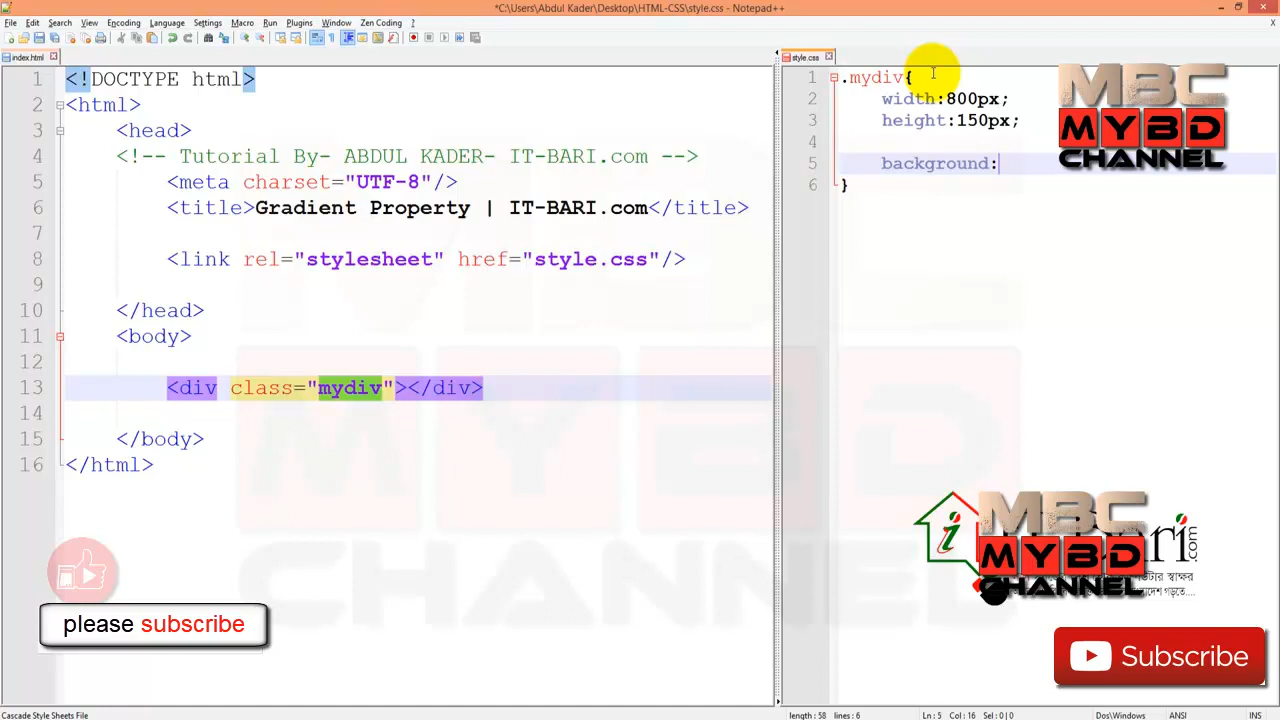 *C:\Users\Abdul Kader\Desktop\HTML-CSS\style.css - Notepad++
File Edit Search View Encoding Language Settings Macro Run Plugins Window Zen Coding ?
X
index.html
style.css
1 <!DOCTYPE html>
2 <html>
3 <head>
4 <!-- Tutorial By- ABDUL KADER- IT-BARI.com -->
5 <meta charset="UTF-8"/>
6 <title>Gradient Property | IT-BARI.com</title>
7
8 <link rel="stylesheet" href="style.css"/>
9
10 </head>
11 <body>
12
13 <div class="mydiv"></div>
14
15 </body>
16 </html>
1 .mydiv{
2 width:800px;
3 height:150px;
4
5 background:
6 }
MBC
MYBD
CHANNEL
MYBD
CHANNEL
MBC
MYBD
CHANNEL
i
ari
.com
please subscribe
Subscribe
Cascade Style Sheets File
length : 58 lines : 6
Ln : 5 Col : 16 Sel : 0 | 0
Dos\Windows
ANSI
INS